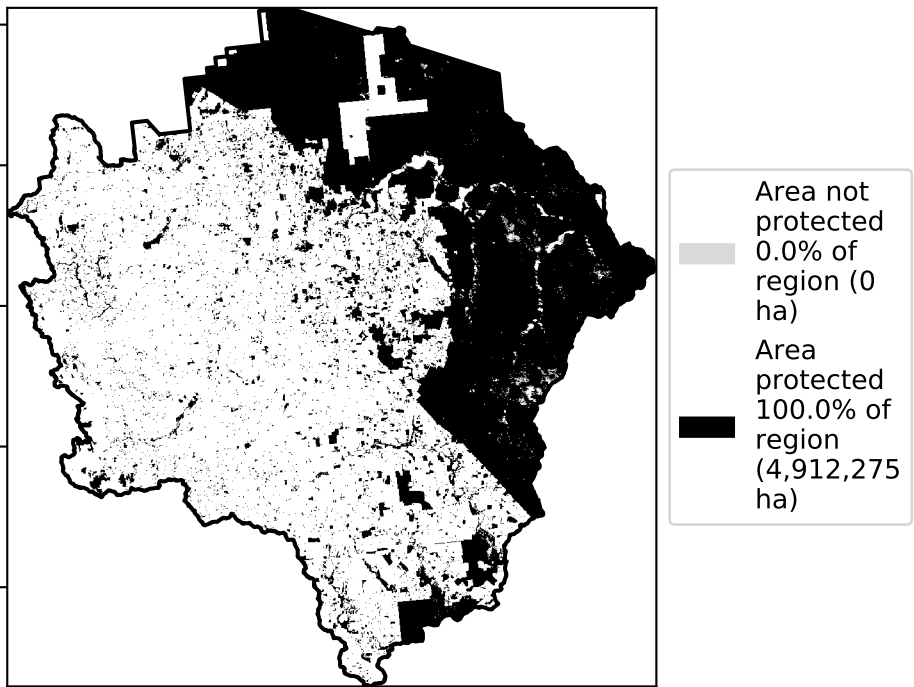 Area not
protected
0.0% of
region (0
ha)
Area
protected
100.0% of
region
(4,912,275
ha)